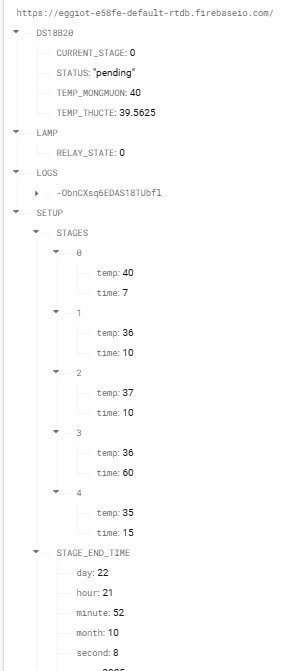 https://eggiot-e58fe-default-rtdb.firebaseio.com/
DS18B20
CURRENT_STAGE: 0
STATUS: "pending"
TEMP_MONGMUON: 40
TEMP_THUCTE: 39.5625
LAMP
RELAY_STATE: 0
LOGS
-ObnCXsq6EDAS18TUbfl
SETUP
STAGES
0
temp: 40
time: 7
1
temp: 36
time: 10
2
temp: 37
time: 10
3
temp: 36
time: 60
4
temp: 35
time: 15
STAGE_END_TIME
day: 22
hour: 21
minute: 52
month: 10
second: 8